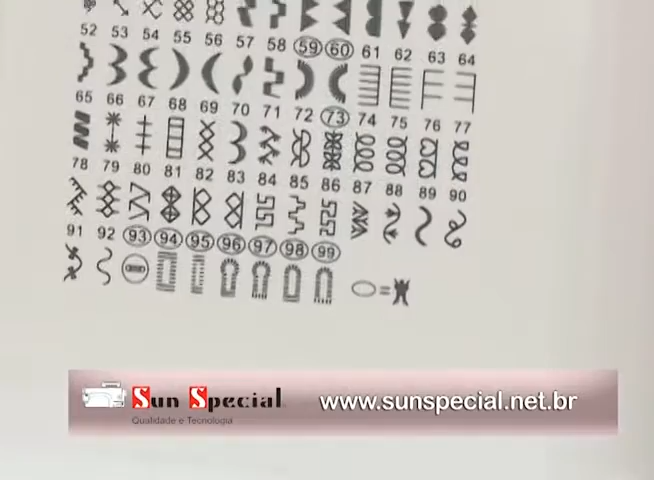 52 53 54 55 56 57 58 59 60 61 62 63 64
65 66 67 68 69 70 71 72 73 74 75 76 77
78 79 80 81 82 83 84 85 86 87 88 89 90
91 92 93 94 95 96 97 98 99
=
Sun Special
Qualidade e Tecnologia
www.sunspecial.net.br